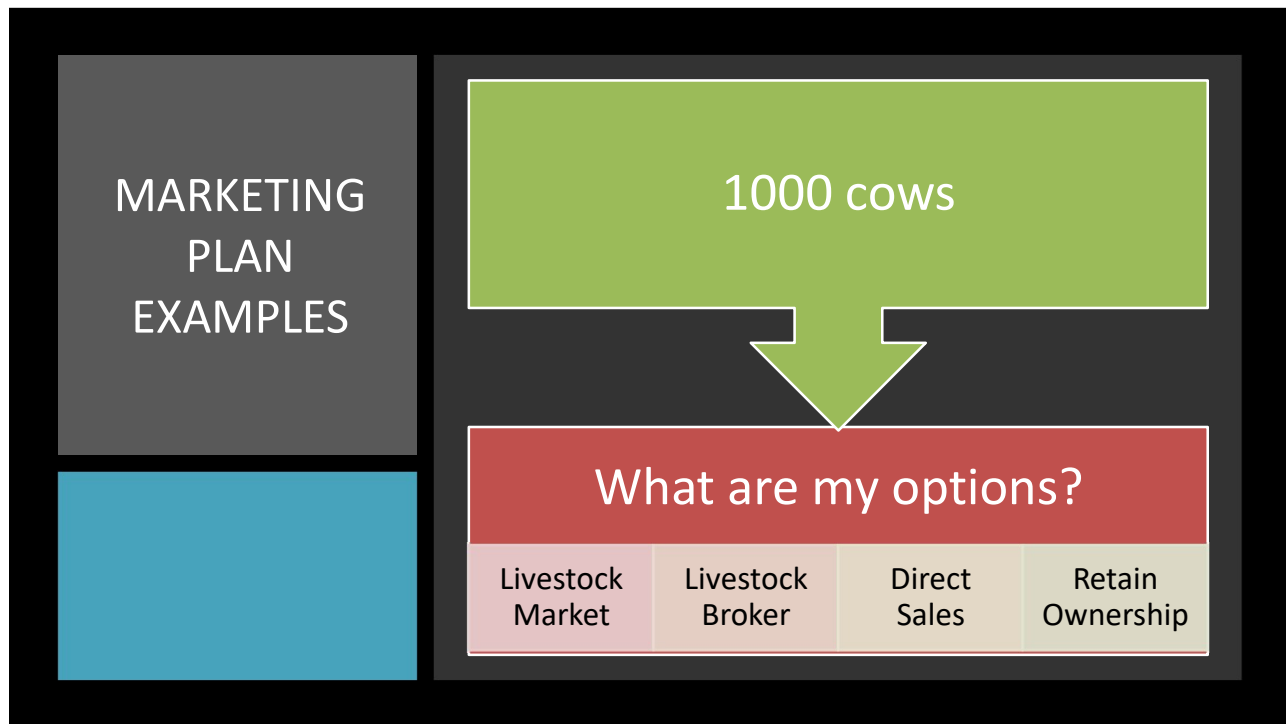 MARKETING
PLAN
EXAMPLES
1000 cows
What are my options?
Livestock
Market
Livestock
Broker
Direct
Sales
Retain
Ownership